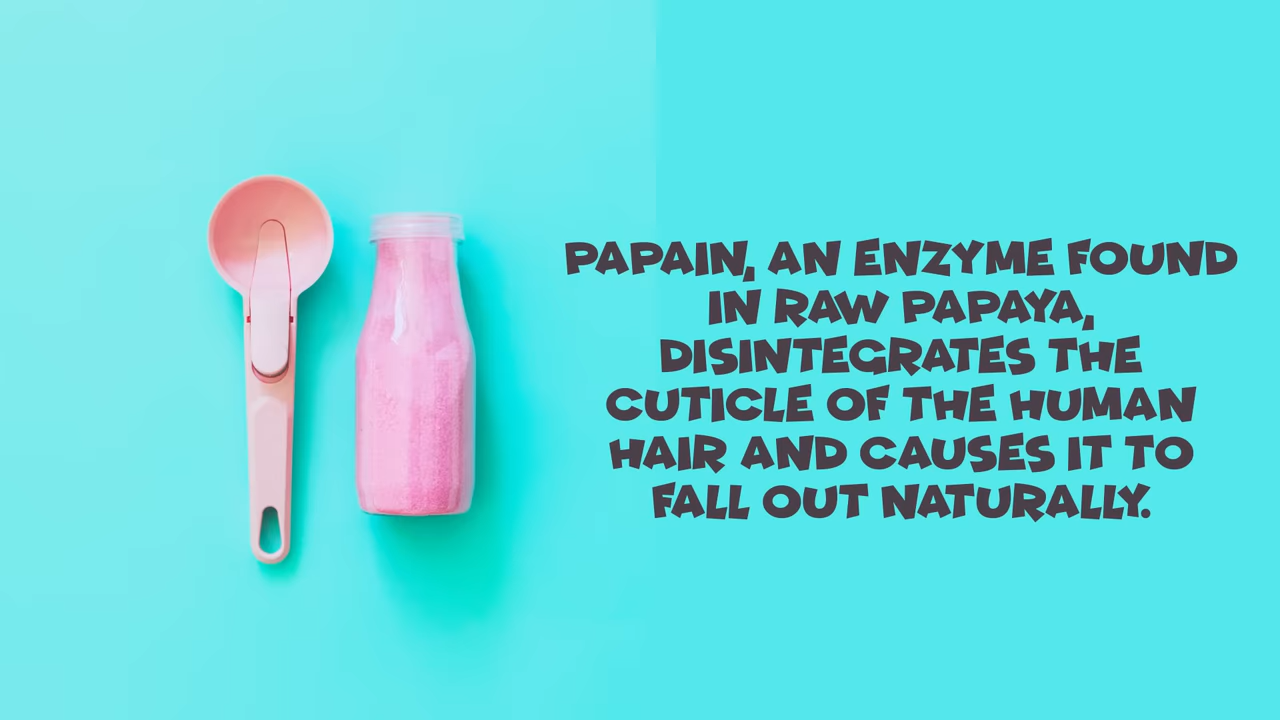 PAPAIN, AN ENZYME FOUND
IN RAW PAPAYA,
DISINTEGRATES THE
CUTICLE OF THE HUMAN
HAIR AND CAUSES IT TO
FALL OUT NATURALLY.